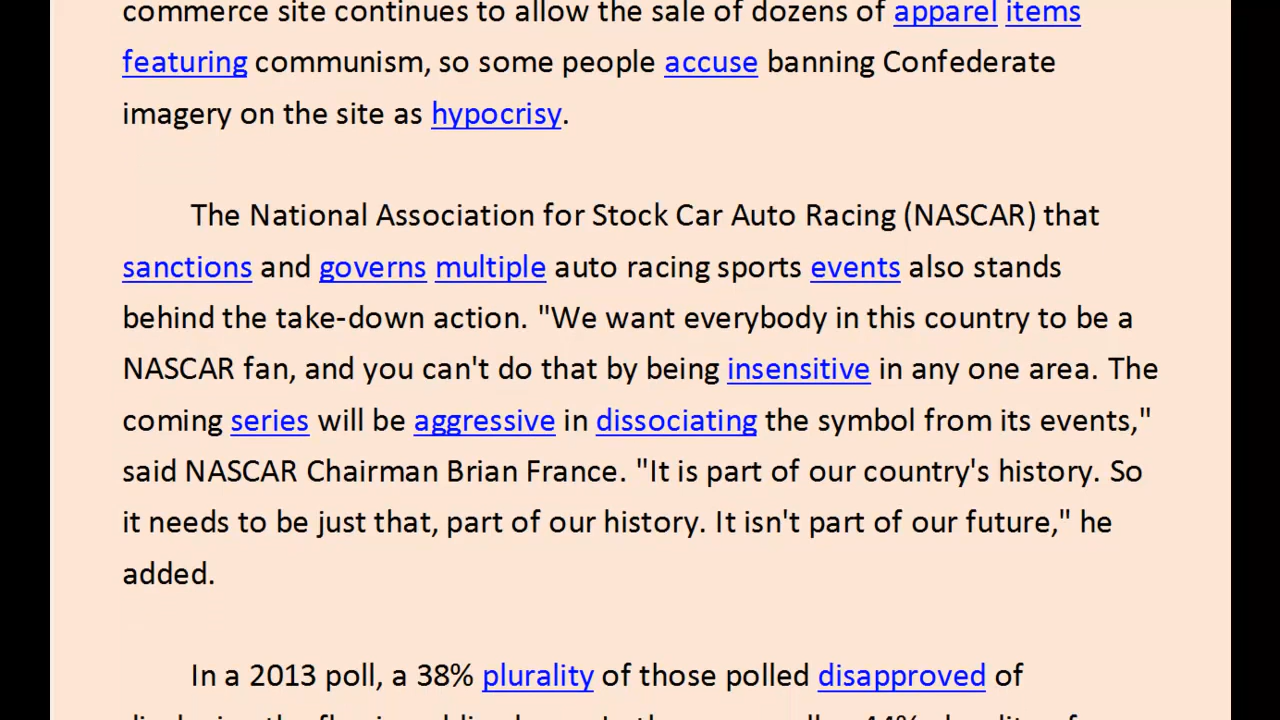 commerce site continues to allow the sale of dozens of apparel items
featuring communism, so some people accuse banning Confederate
imagery on the site as hypocrisy.
The National Association for Stock Car Auto Racing (NASCAR) that
sanctions and governs multiple auto racing sports events also stands
behind the take-down action. "We want everybody in this country to be a
NASCAR fan, and you can't do that by being insensitive in any one area. The
coming series will be aggressive in dissociating the symbol from its events,"
said NASCAR Chairman Brian France. "It is part of our country's history. So
it needs to be just that, part of our history. It isn't part of our future," he
added.
In a 2013 poll, a 38% plurality of those polled disapproved of